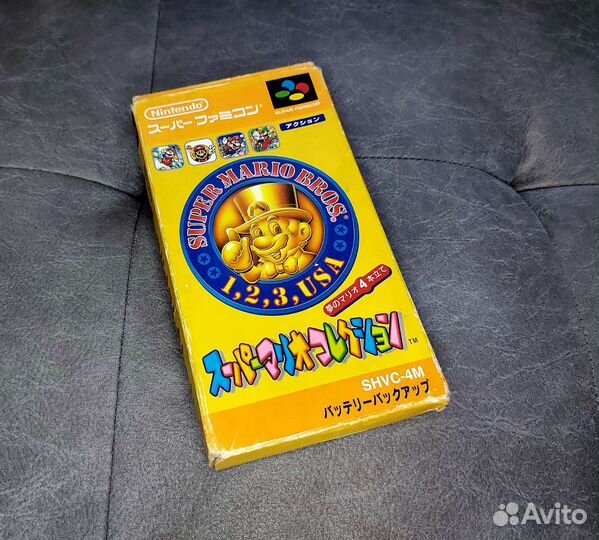 Nintendo
スーパーファミコン
SUPER FAMICOM
アクション
SUPER MARIO BROS.
1, 2, 3, USA
夢のマリオ4本立て
スーパーマリオコレクション TM
SHVC-4M
バッテリーバックアップ
Avito